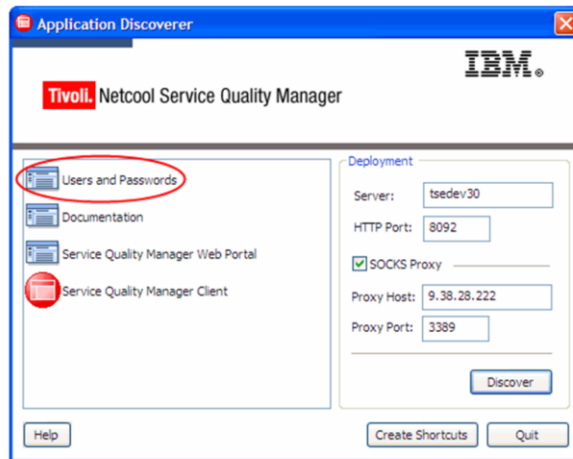 Application Discoverer
IBM®
Tivoli. Netcool Service Quality Manager
Users and Passwords
Documentation
Service Quality Manager Web Portal
Service Quality Manager Client
Deployment
Server: tsedev30
HTTP Port: 8092
SOCKS Proxy
Proxy Host: 9.38.28.222
Proxy Port: 3389
Discover
Help
Create Shortcuts
Quit